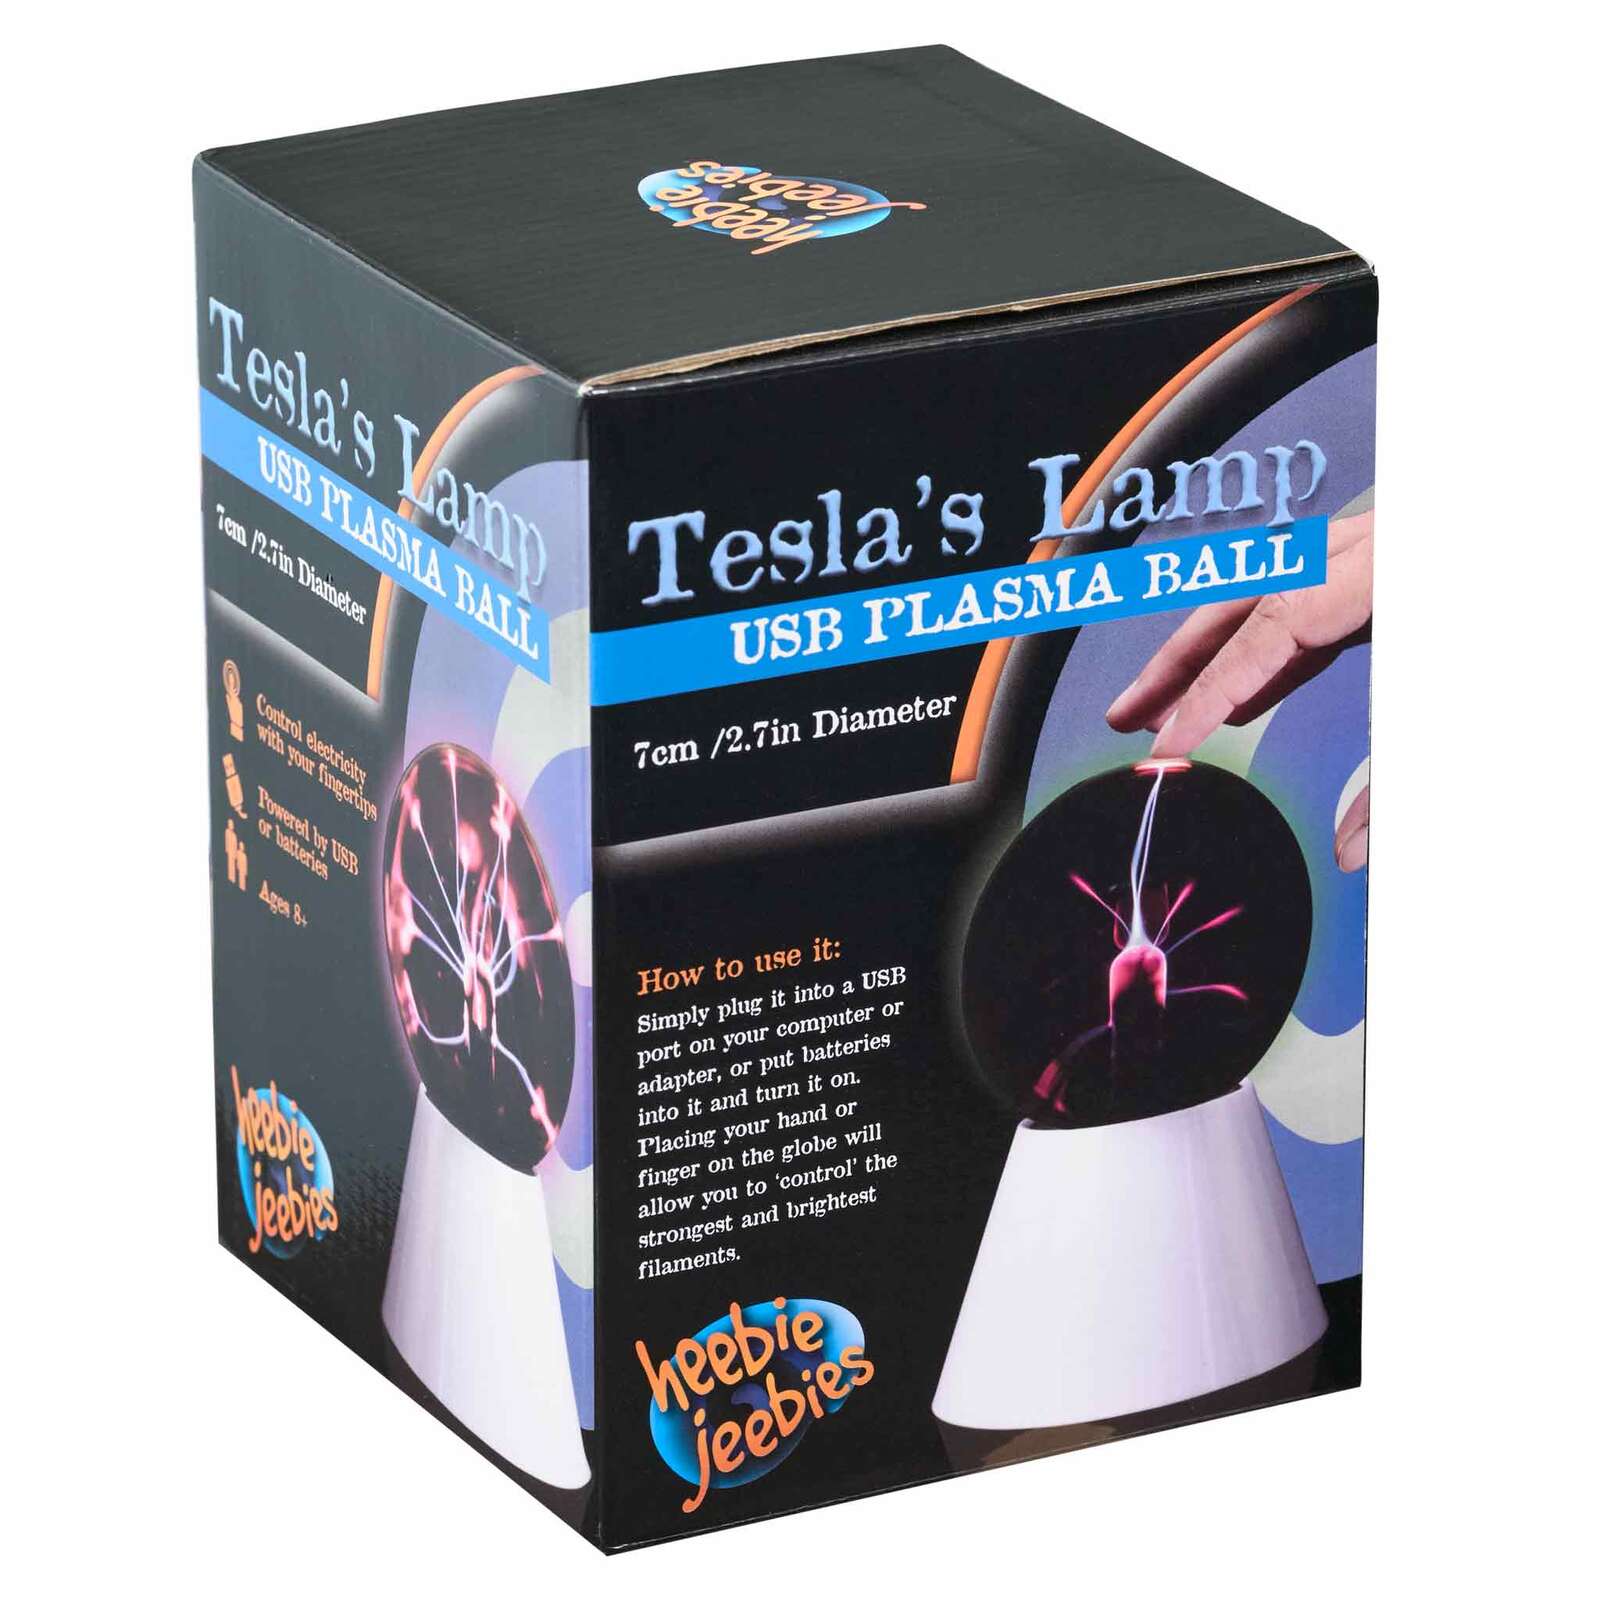 heebie
jeebies
Tesla's Lamp
USB PLASMA BALL
7cm /2.7in Diameter
Control electricity
with your fingertips
Powered by USB
or batteries
Ages 8+
heebie
jeebies
Tesla's Lamp
USB PLASMA BALL
7cm /2.7in Diameter
How to use it:
Simply plug it into a USB
port on your computer or
adapter, or put batteries
into it and turn it on.
Placing your hand or
finger on the globe will
allow you to 'control' the
strongest and brightest
filaments.
heebie
jeebies